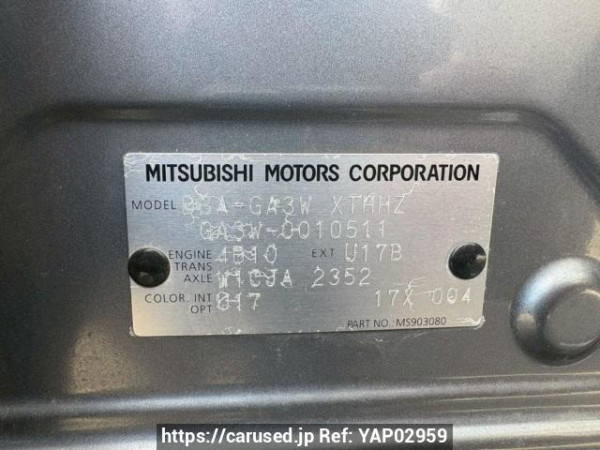 MITSUBISHI MOTORS CORPORATION
MODEL DBA-GA3W XTHHZ
GA3W-0010511
ENGINE 4B10 EXT U17B
TRANS AXLE W1CJA 2352
COLOR, INT 17X 004
OPT
PART NO.: MS903080
https://carused.jp Ref: YAP02959